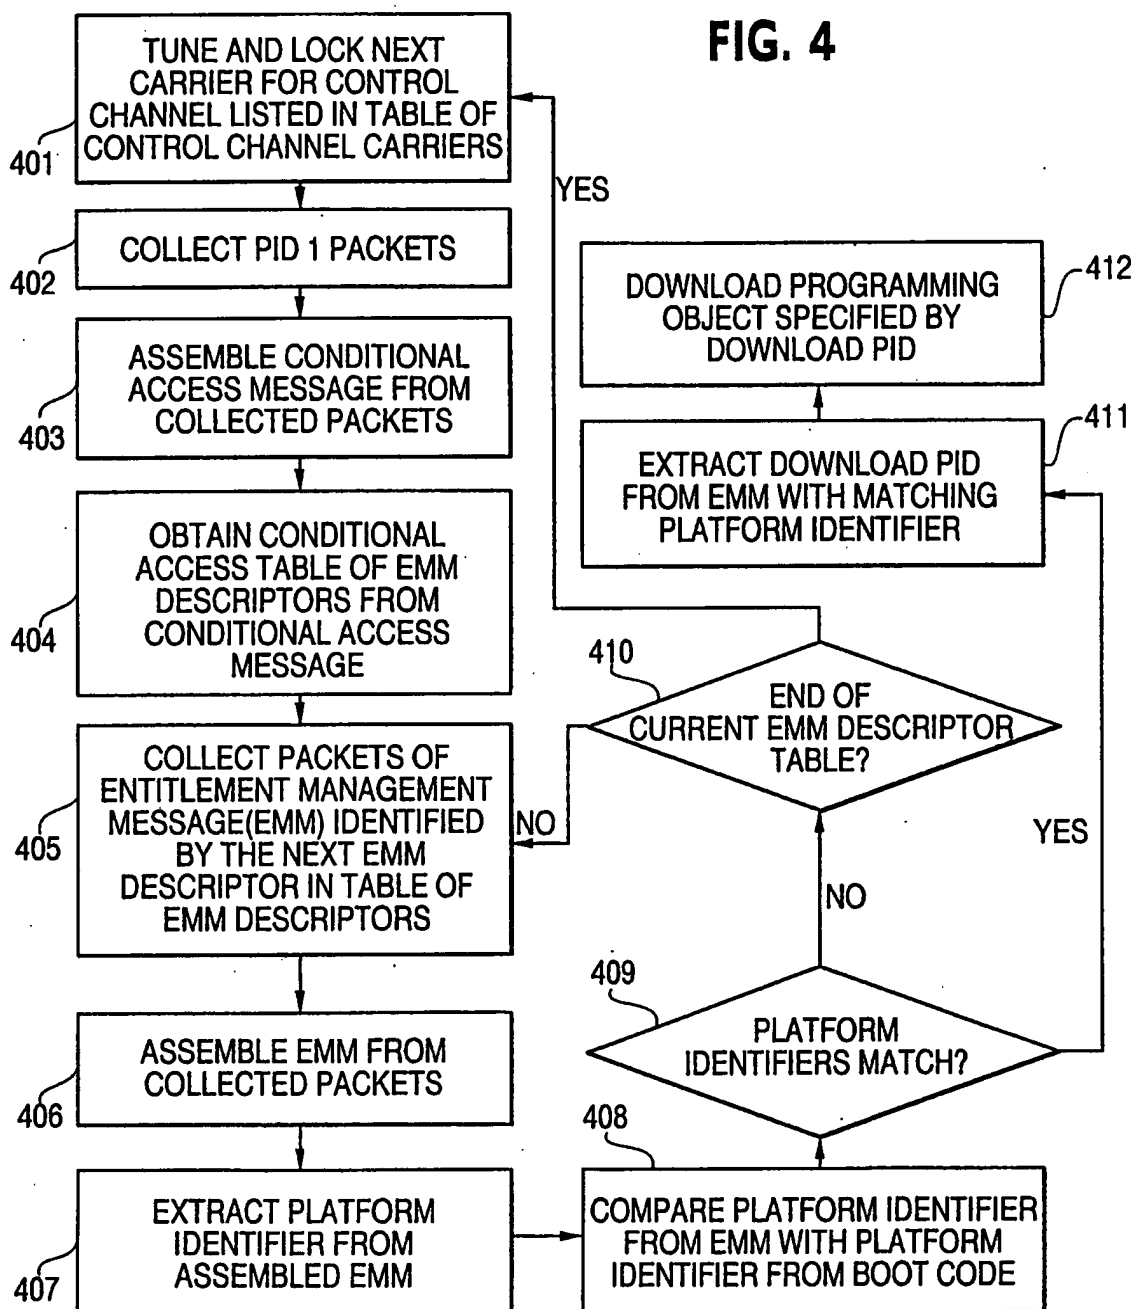 FIG. 4
TUNE AND LOCK NEXT
CARRIER FOR CONTROL
CHANNEL LISTED IN TABLE OF
CONTROL CHANNEL CARRIERS
401
COLLECT PID 1 PACKETS
402
ASSEMBLE CONDITIONAL
ACCESS MESSAGE FROM
COLLECTED PACKETS
403
OBTAIN CONDITIONAL
ACCESS TABLE OF EMM
DESCRIPTORS FROM
CONDITIONAL ACCESS
MESSAGE
404
COLLECT PACKETS OF
ENTITLEMENT MANAGEMENT
MESSAGE(EMM) IDENTIFIED
BY THE NEXT EMM
DESCRIPTOR IN TABLE OF
EMM DESCRIPTORS
405
ASSEMBLE EMM FROM
COLLECTED PACKETS
406
EXTRACT PLATFORM
IDENTIFIER FROM
ASSEMBLED EMM
407
408
COMPARE PLATFORM IDENTIFIER
FROM EMM WITH PLATFORM
IDENTIFIER FROM BOOT CODE
409
PLATFORM
IDENTIFIERS MATCH?
NO
YES
410
END OF
CURRENT EMM DESCRIPTOR
TABLE?
NO
YES
411
EXTRACT DOWNLOAD PID
FROM EMM WITH MATCHING
PLATFORM IDENTIFIER
412
DOWNLOAD PROGRAMMING
OBJECT SPECIFIED BY
DOWNLOAD PID